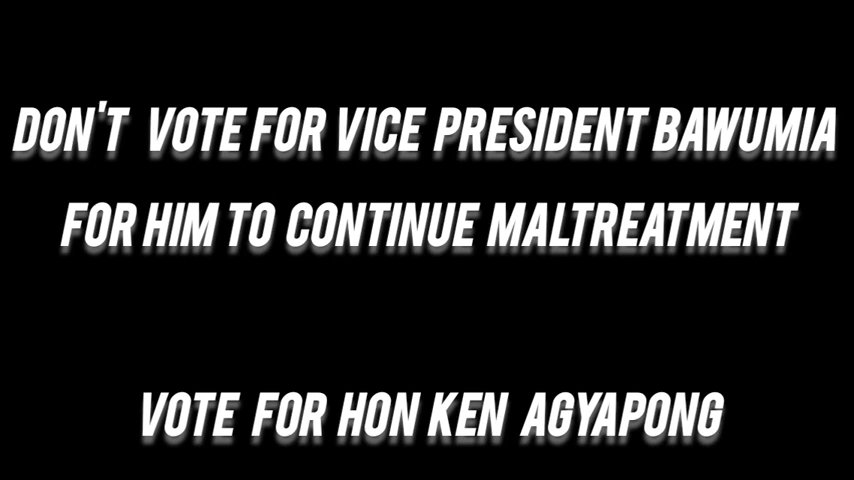 DON'T VOTE FOR VICE PRESIDENT BAWUMIA
FOR HIM TO CONTINUE MALTREATMENT
VOTE FOR HON KEN AGYAPONG